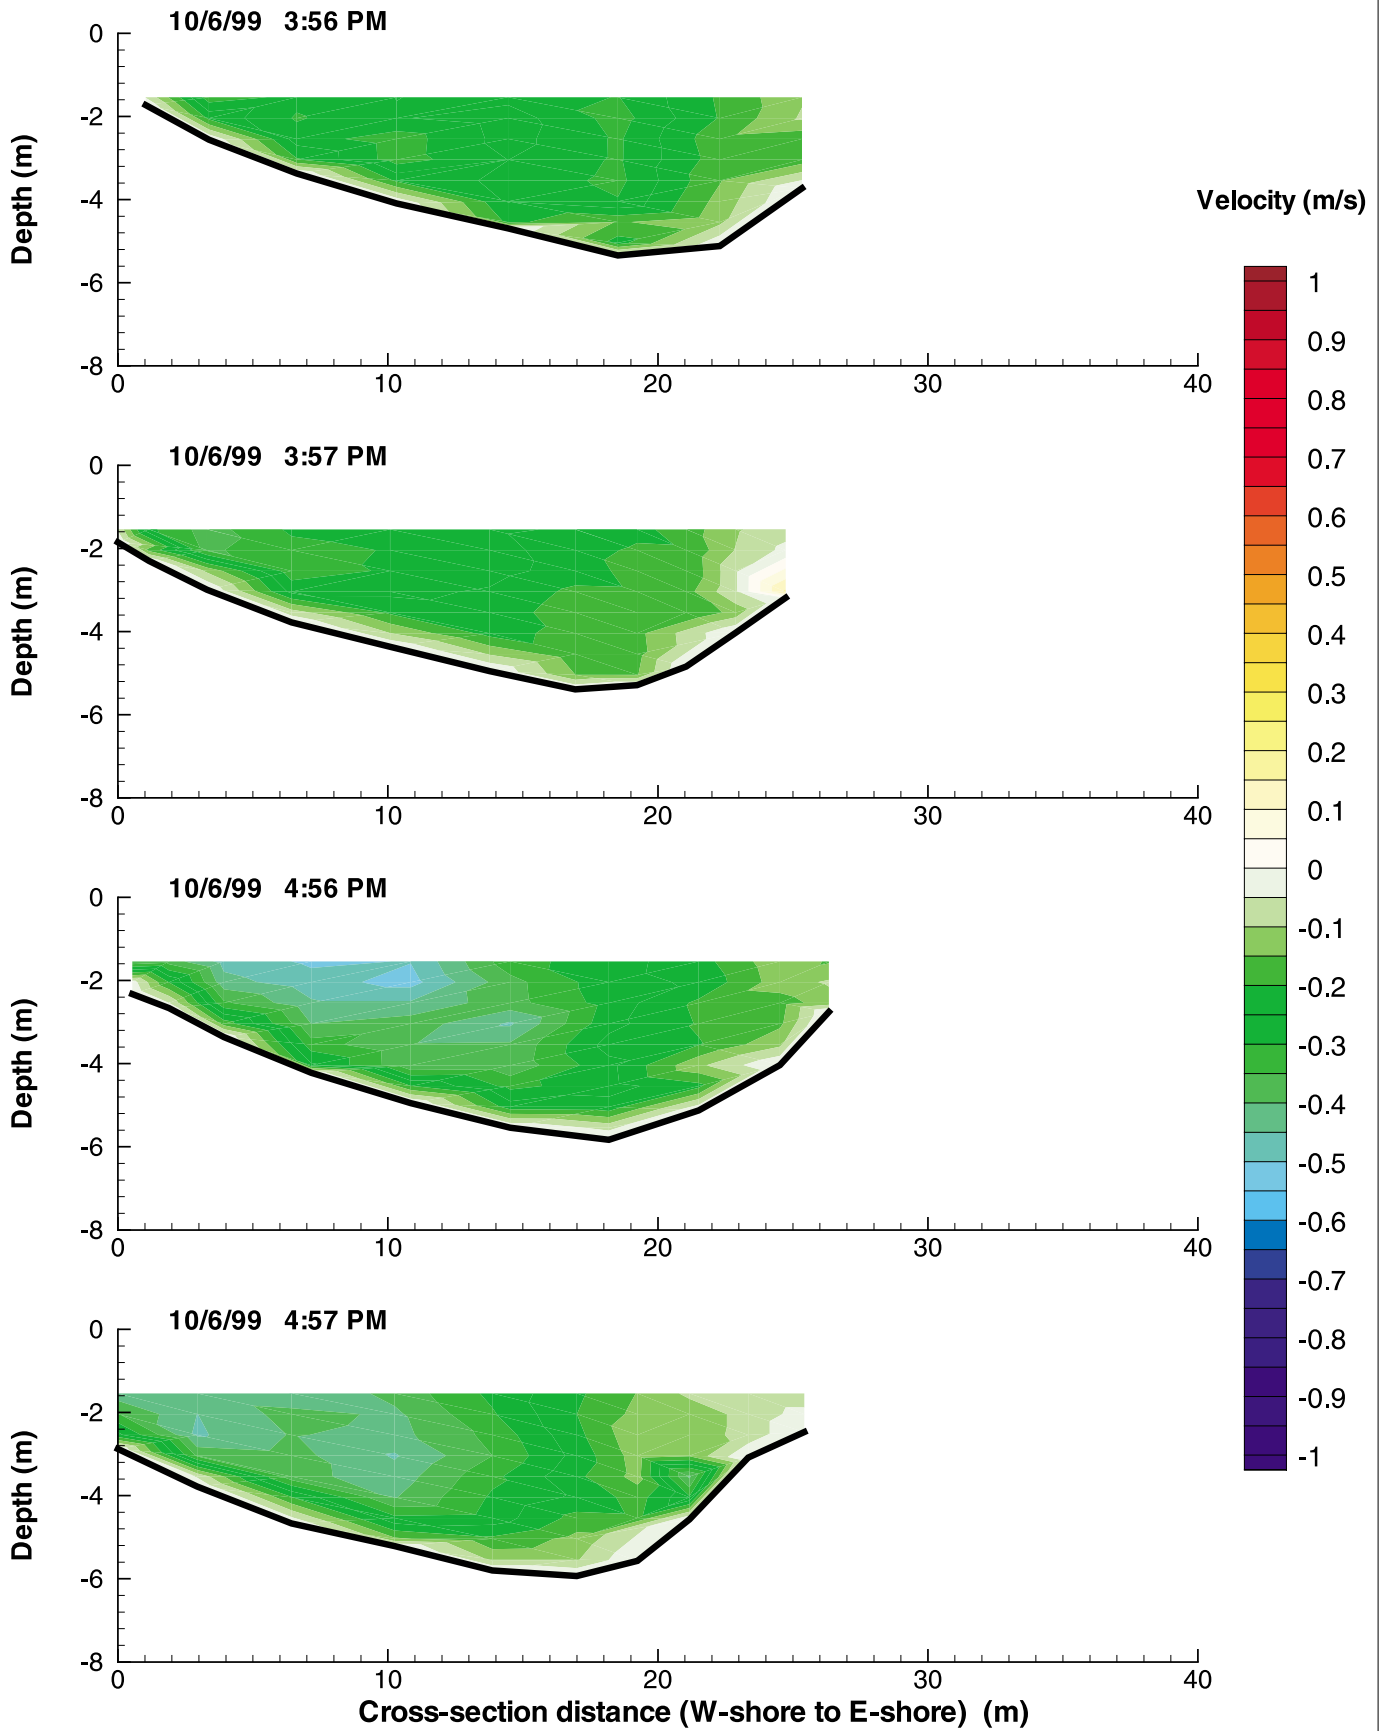 10/6/99 3:56 PM
0
-2
-4
-6
-8
Depth (m)
0 10 20 30 40
10/6/99 3:57 PM
0
-2
-4
-6
-8
Depth (m)
0 10 20 30 40
10/6/99 4:56 PM
0
-2
-4
-6
-8
Depth (m)
0 10 20 30 40
10/6/99 4:57 PM
0
-2
-4
-6
-8
Depth (m)
0 10 20 30 40
Cross-section distance (W-shore to E-shore) (m)
Velocity (m/s)
1
0.9
0.8
0.7
0.6
0.5
0.4
0.3
0.2
0.1
0
-0.1
-0.2
-0.3
-0.4
-0.5
-0.6
-0.7
-0.8
-0.9
-1